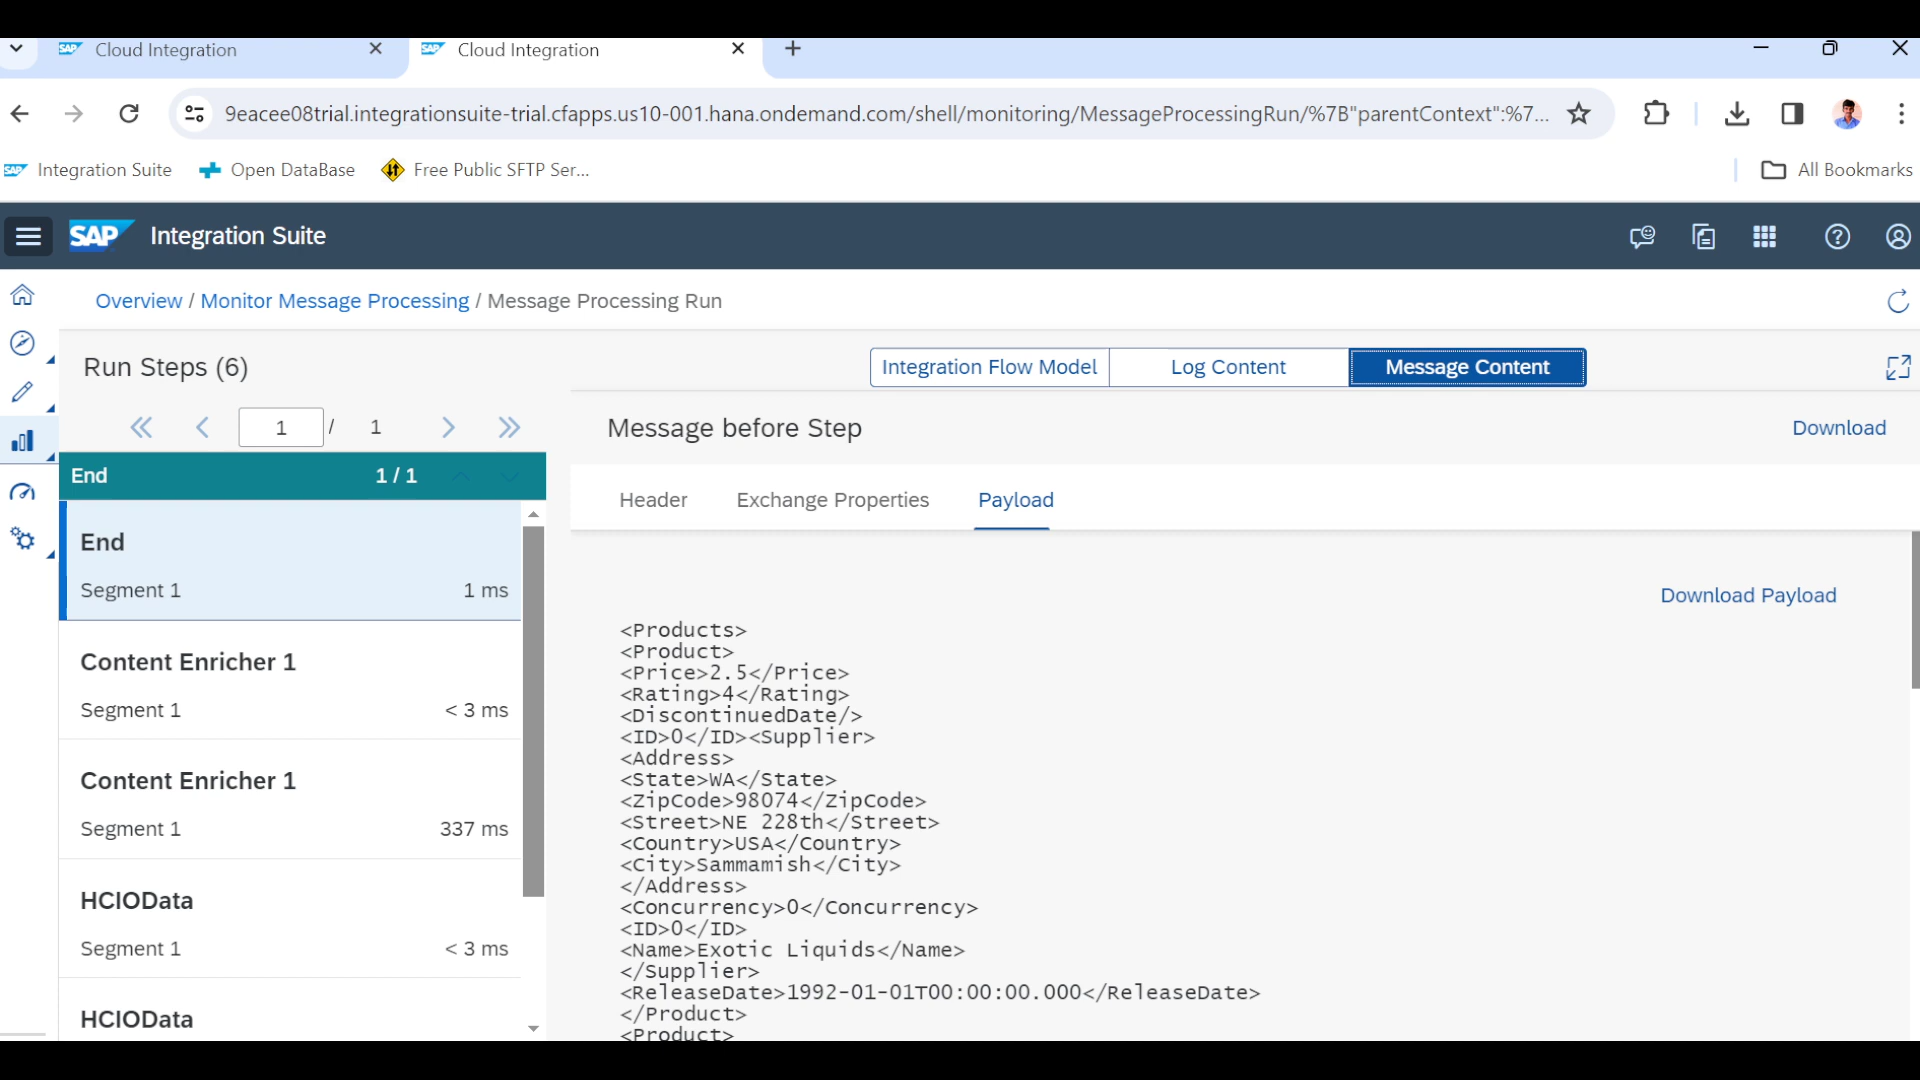 SAP Cloud Integration
SAP Cloud Integration
9eacee08trial.integrationsuite-trial.cfapps.us10-001.hana.ondemand.com/shell/monitoring/MessageProcessingRun/%7B"parentContext":%7...
SAP Integration Suite
Open DataBase
Free Public SFTP Ser...
All Bookmarks
SAP Integration Suite
Overview / Monitor Message Processing / Message Processing Run
Run Steps (6)
Integration Flow Model
Log Content
Message Content
1 / 1
Message before Step
Download
End 1 / 1
Header
Exchange Properties
Payload
End
Segment 1 1 ms
Content Enricher 1
Segment 1 < 3 ms
Content Enricher 1
Segment 1 337 ms
HCIOData
Segment 1 < 3 ms
HCIOData
Download Payload
<Products>
<Product>
<Price>2.5</Price>
<Rating>4</Rating>
<DiscontinuedDate/>
<ID>0</ID><Supplier>
<Address>
<State>WA</State>
<ZipCode>98074</ZipCode>
<Street>NE 228th</Street>
<Country>USA</Country>
<City>Sammamish</City>
</Address>
<Concurrency>0</Concurrency>
<ID>0</ID>
<Name>Exotic Liquids</Name>
</Supplier>
<ReleaseDate>1992-01-01T00:00:00.000</ReleaseDate>
</Product>
<Product>